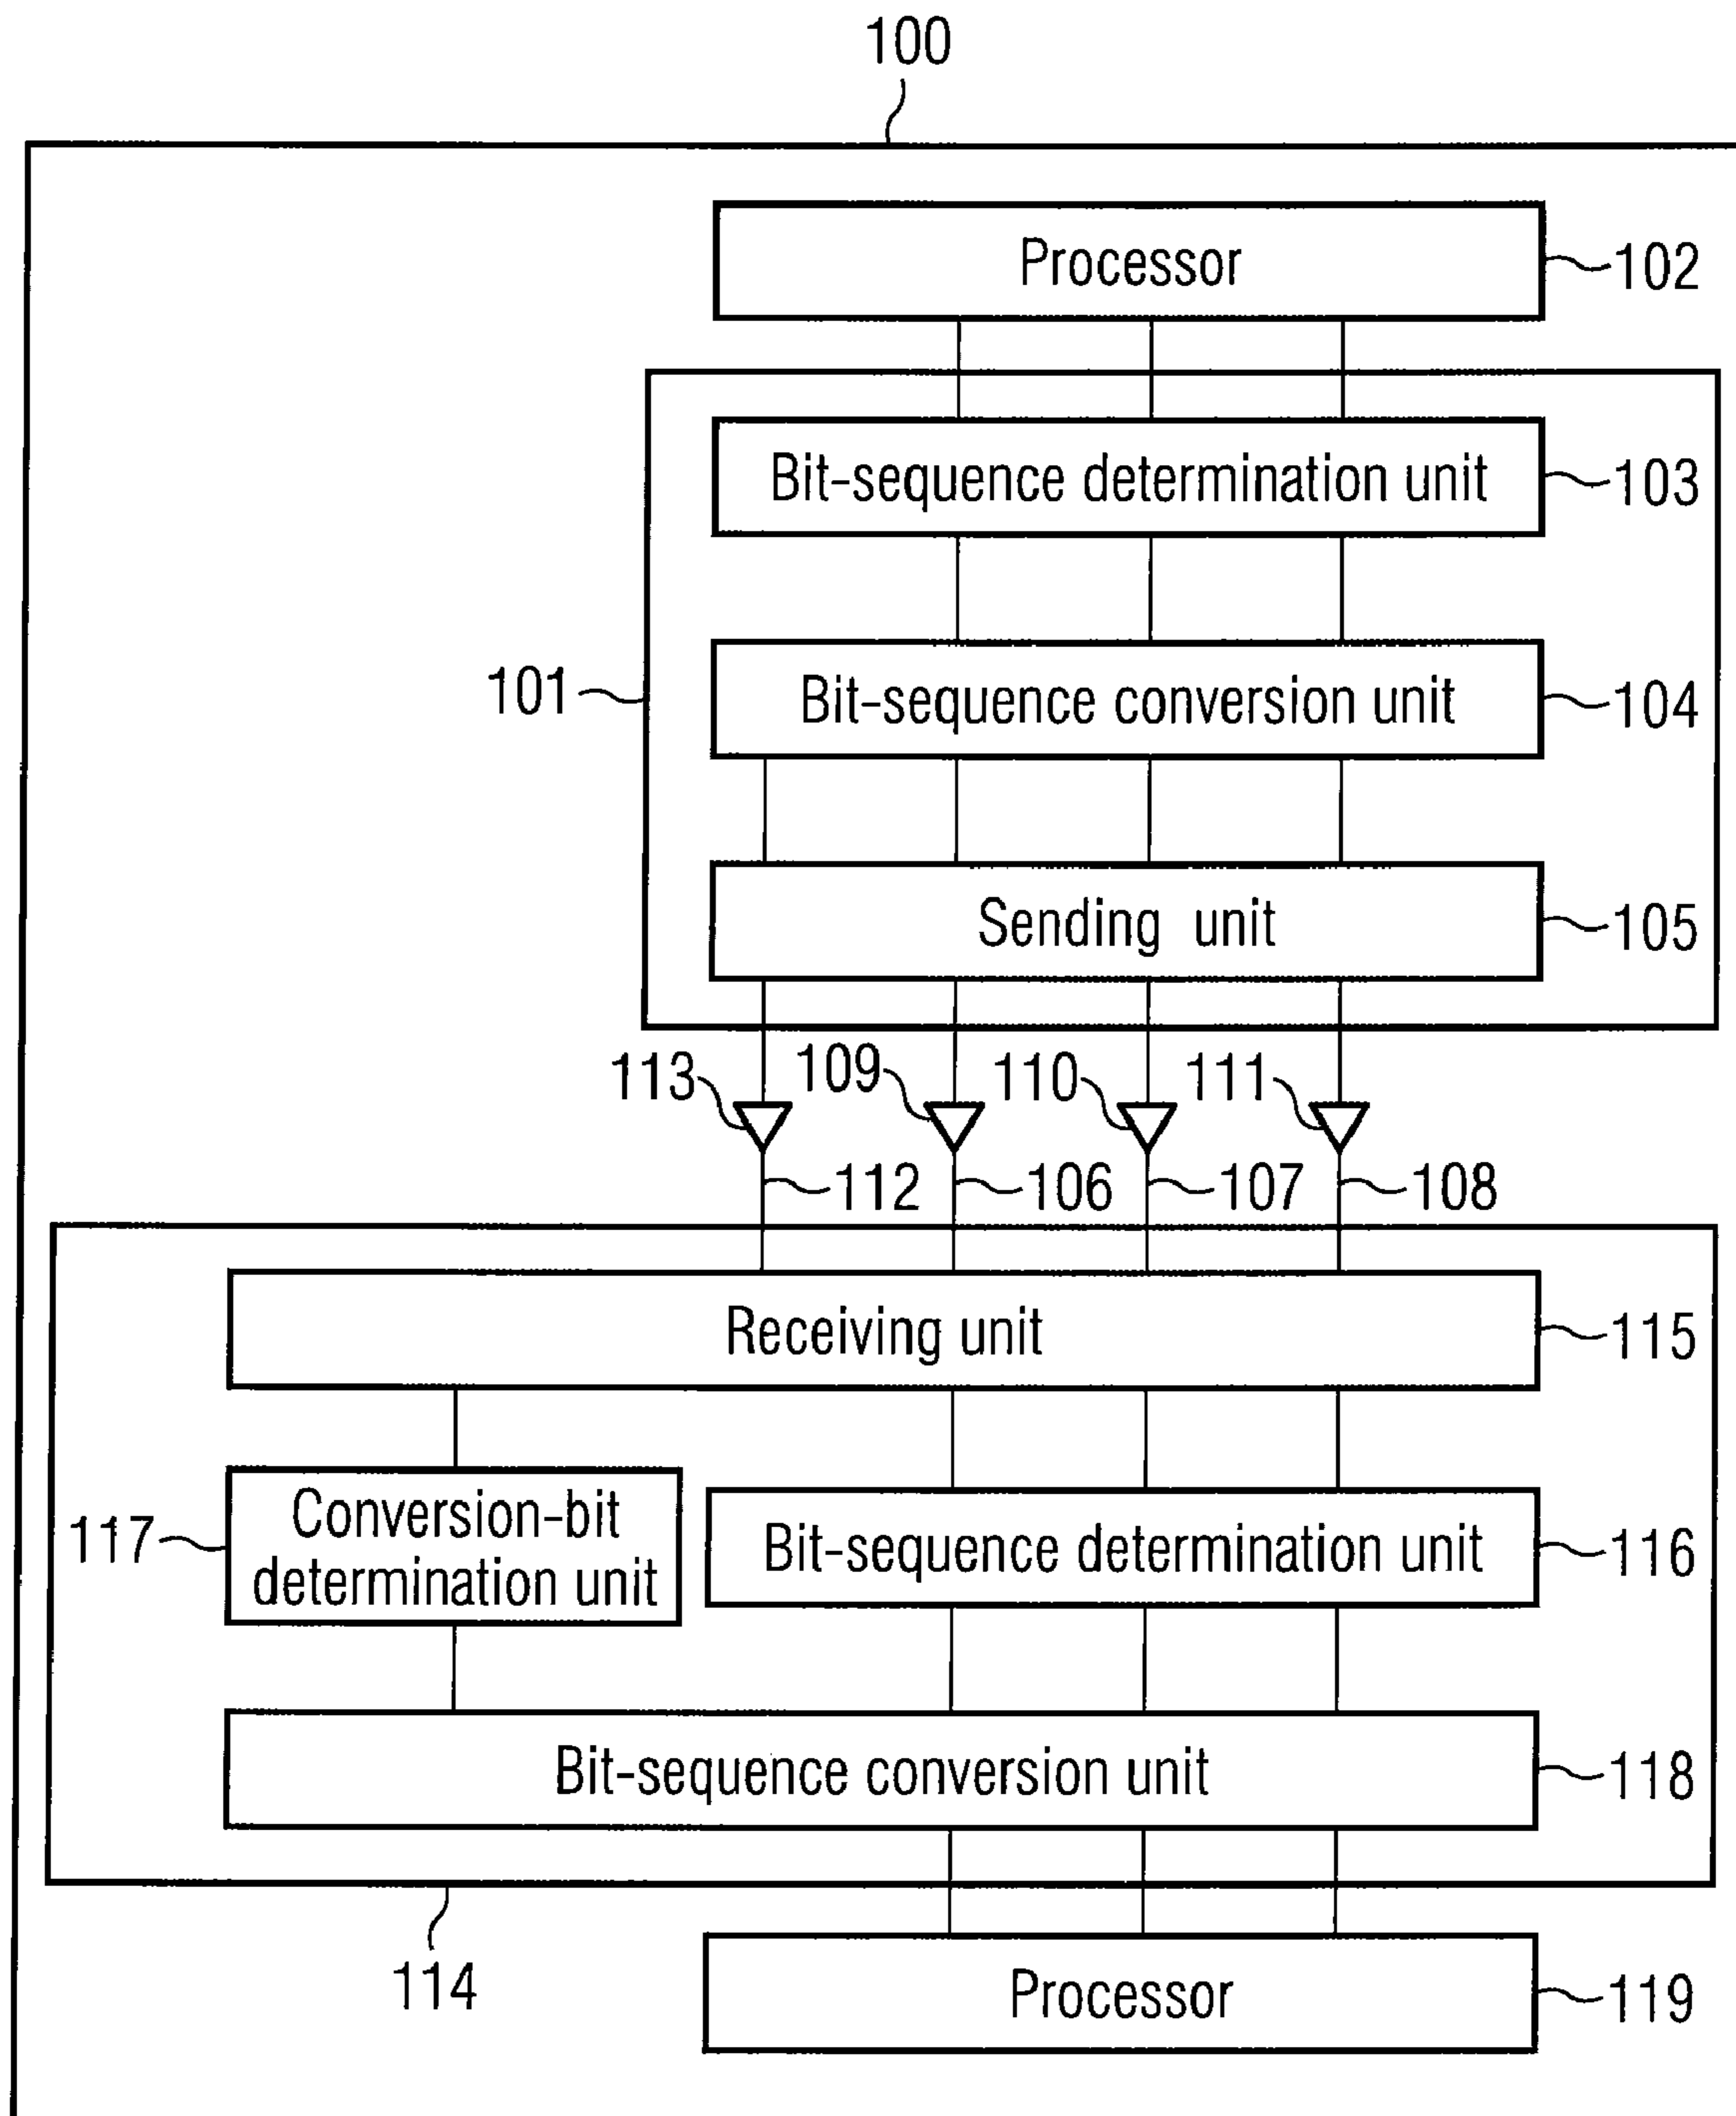 100
Processor
102
Bit-sequence determination unit
103
101
Bit-sequence conversion unit
104
Sending unit
105
113
109
110
111
112
106
107
108
Receiving unit
115
117
Conversion-bit
determination unit
Bit-sequence determination unit
116
Bit-sequence conversion unit
118
114
Processor
119